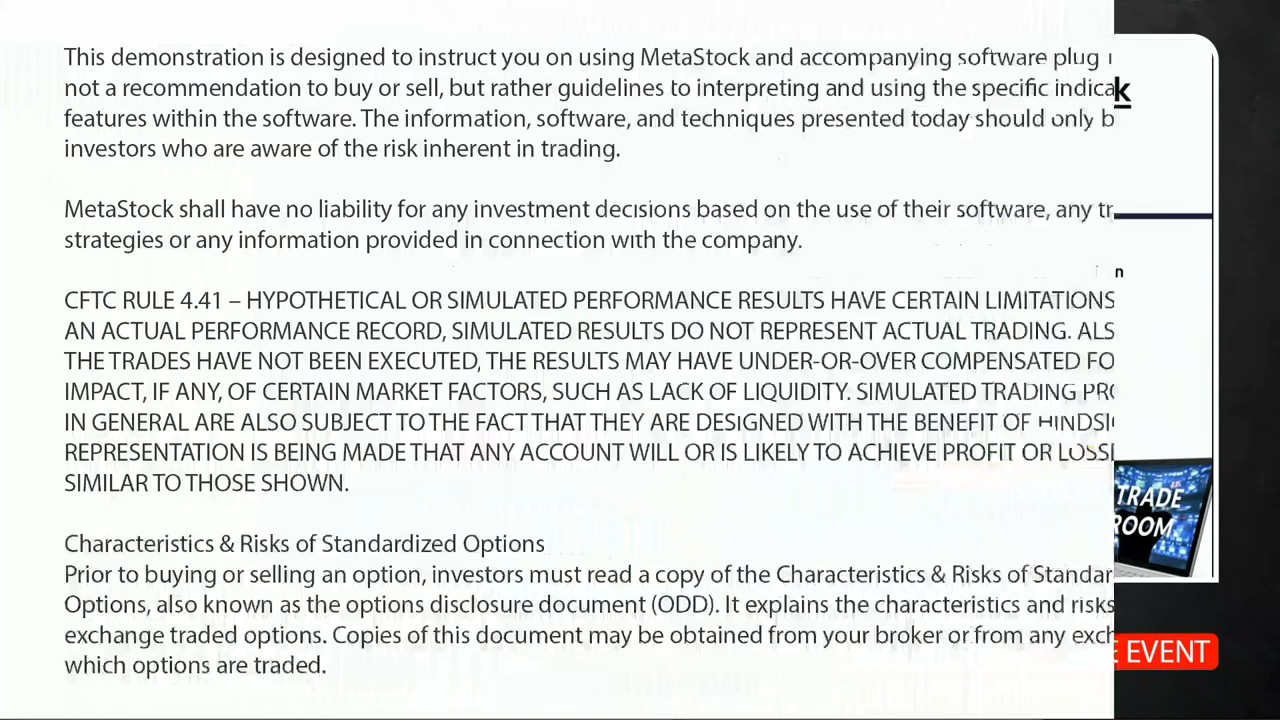 This demonstration is designed to instruct you on using MetaStock and accompanying software plug
not a recommendation to buy or sell, but rather guidelines to interpreting and using the specific indica
features within the software. The information, software, and techniques presented today should only b
investors who are aware of the risk inherent in trading.
MetaStock shall have no liability for any investment decisions based on the use of their software, any tr
strategies or any information provided in connection with the company.
CFTC RULE 4.41 – HYPOTHETICAL OR SIMULATED PERFORMANCE RESULTS HAVE CERTAIN LIMITATIONS
AN ACTUAL PERFORMANCE RECORD, SIMULATED RESULTS DO NOT REPRESENT ACTUAL TRADING. ALS
THE TRADES HAVE NOT BEEN EXECUTED, THE RESULTS MAY HAVE UNDER-OR-OVER COMPENSATED FO
IMPACT, IF ANY, OF CERTAIN MARKET FACTORS, SUCH AS LACK OF LIQUIDITY. SIMULATED TRADING PRO
IN GENERAL ARE ALSO SUBJECT TO THE FACT THAT THEY ARE DESIGNED WITH THE BENEFIT OF HINDSI
REPRESENTATION IS BEING MADE THAT ANY ACCOUNT WILL OR IS LIKELY TO ACHIEVE PROFIT OR LOSS
SIMILAR TO THOSE SHOWN.
Characteristics & Risks of Standardized Options
Prior to buying or selling an option, investors must read a copy of the Characteristics & Risks of Standar
Options, also known as the options disclosure document (ODD). It explains the characteristics and risks
exchange traded options. Copies of this document may be obtained from your broker or from any exch
which options are traded.
k
n
TRADE
ROOM
EVENT